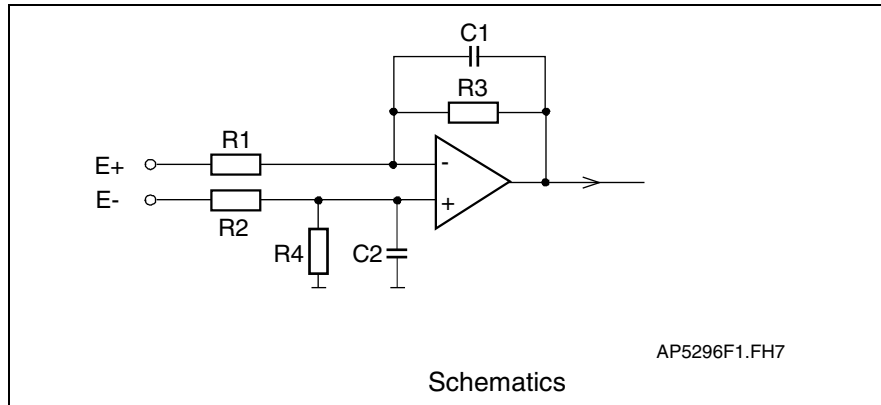 C1
R3
R1
E+
-
E-
+
R2
R4
C2
AP5296F1.FH7
Schematics